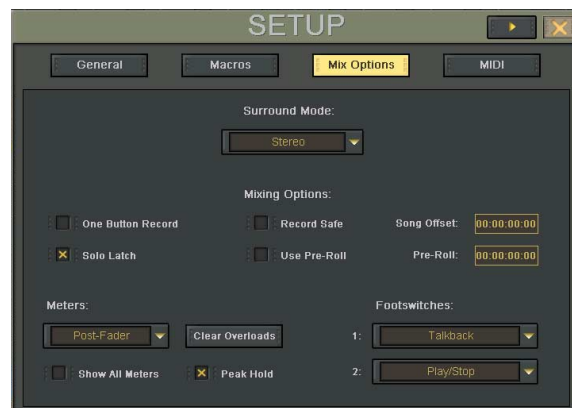 SETUP
General Macros Mix Options MIDI
Surround Mode:
Stereo
Mixing Options:
One Button Record Record Safe Song Offset: 00:00:00:00
Solo Latch Use Pre-Roll Pre-Roll: 00:00:00:00
Meters: Footswitches:
Post-Fader Clear Overloads 1: Talkback
Show All Meters Peak Hold 2: Play/Stop